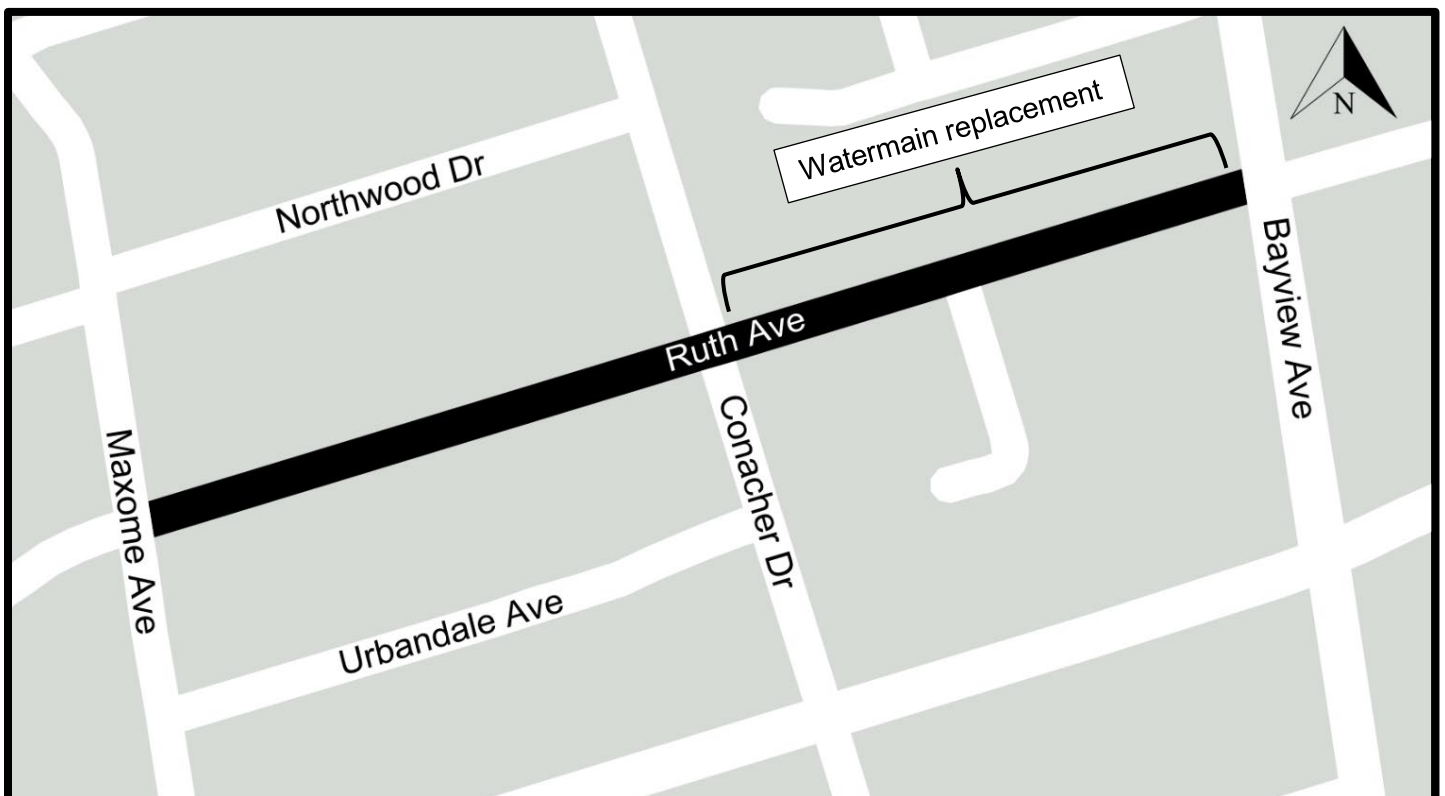 N
Watermain replacement
Northwood Dr
Bayview Ave
Ruth Ave
Conacher Dr
Maxome Ave
Urbandale Ave